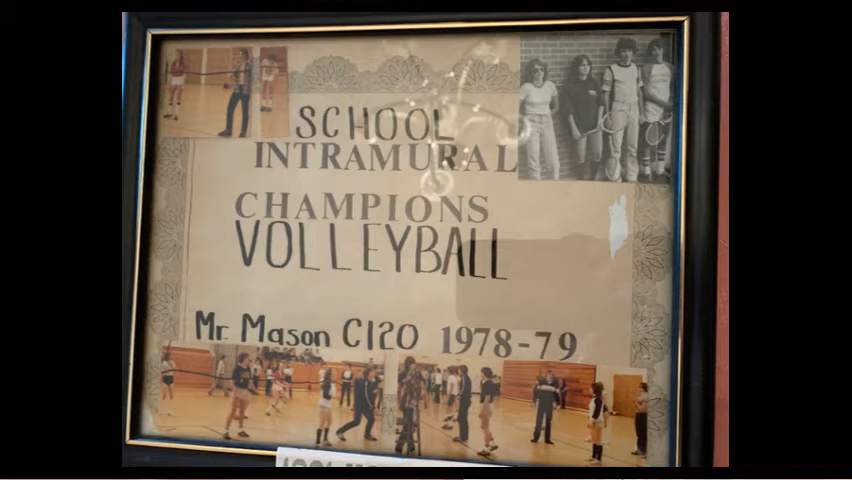 SCHOOL
INTRAMURAL
CHAMPIONS
VOLLEYBALL
Mr. Mason C120 1978-79